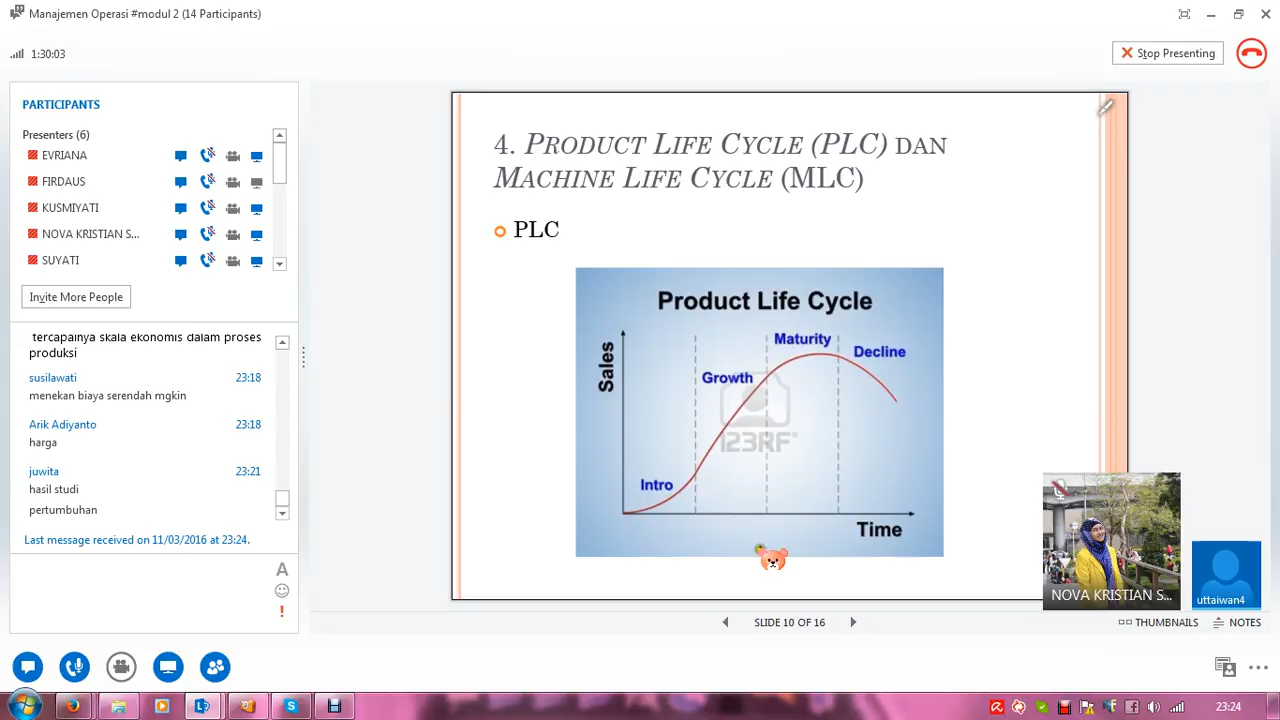 Manajemen Operasi #modul 2 (14 Participants)
1:30:03
Stop Presenting
PARTICIPANTS
Presenters (6)
EVRIANA
FIRDAUS
KUSMIYATI
NOVA KRISTIAN S...
SUYATI
Invite More People
tercapainya skala ekonomis dalam proses
produksi
susilawati 23:18
menekan biaya serendah mgkin
Arik Adiyanto 23:18
harga
juwita 23:21
hasil studi
pertumbuhan
Last message received on 11/03/2016 at 23:24.
A
4. PRODUCT LIFE CYCLE (PLC) DAN
MACHINE LIFE CYCLE (MLC)
PLC
Product Life Cycle
Sales
Maturity
Decline
Growth
123RF
Intro
Time
NOVA KRISTIAN S...
uttaiwan4
SLIDE 10 OF 16
THUMBNAILS
NOTES
23:24